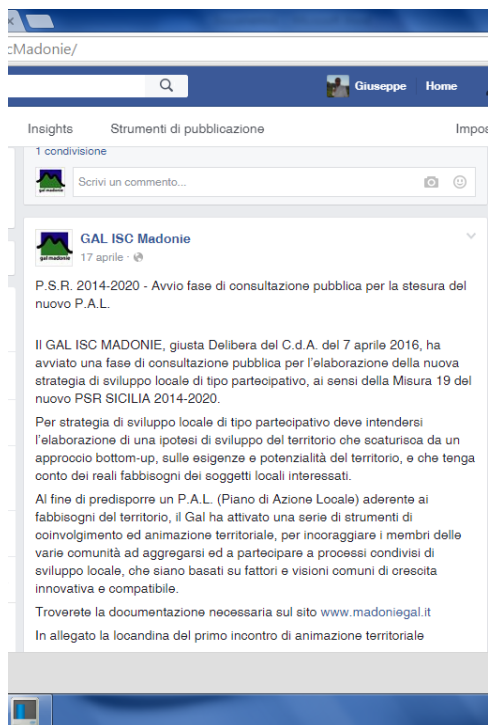 cMadonie/
Giuseppe Home
Insights Strumenti di pubblicazione Impos
1 condivisione
Scrivi un commento...
gal madonie
GAL ISC Madonie
17 aprile ·
gal madonie
P.S.R. 2014-2020 - Avvio fase di consultazione pubblica per la stesura del
nuovo P.A.L.
Il GAL ISC MADONIE, giusta Delibera del C.d.A. del 7 aprile 2016, ha
avviato una fase di consultazione pubblica per l'elaborazione della nuova
strategia di sviluppo locale di tipo partecipativo, ai sensi della Misura 19 del
nuovo PSR SICILIA 2014-2020.
Per strategia di sviluppo locale di tipo partecipativo deve intendersi
l'elaborazione di una ipotesi di sviluppo del territorio che scaturisca da un
approccio bottom-up, sulle esigenze e potenzialità del territorio, e che tenga
conto dei reali fabbisogni dei soggetti locali interessati.
Al fine di predisporre un P.A.L. (Piano di Azione Locale) aderente ai
fabbisogni del territorio, il Gal ha attivato una serie di strumenti di
coinvolgimento ed animazione territoriale, per incoraggiare i membri delle
varie comunità ad aggregarsi ed a partecipare a processi condivisi di
sviluppo locale, che siano basati su fattori e visioni comuni di crescita
innovativa e compatibile.
Troverete la documentazione necessaria sul sito www.madoniegal.it
In allegato la locandina del primo incontro di animazione territoriale